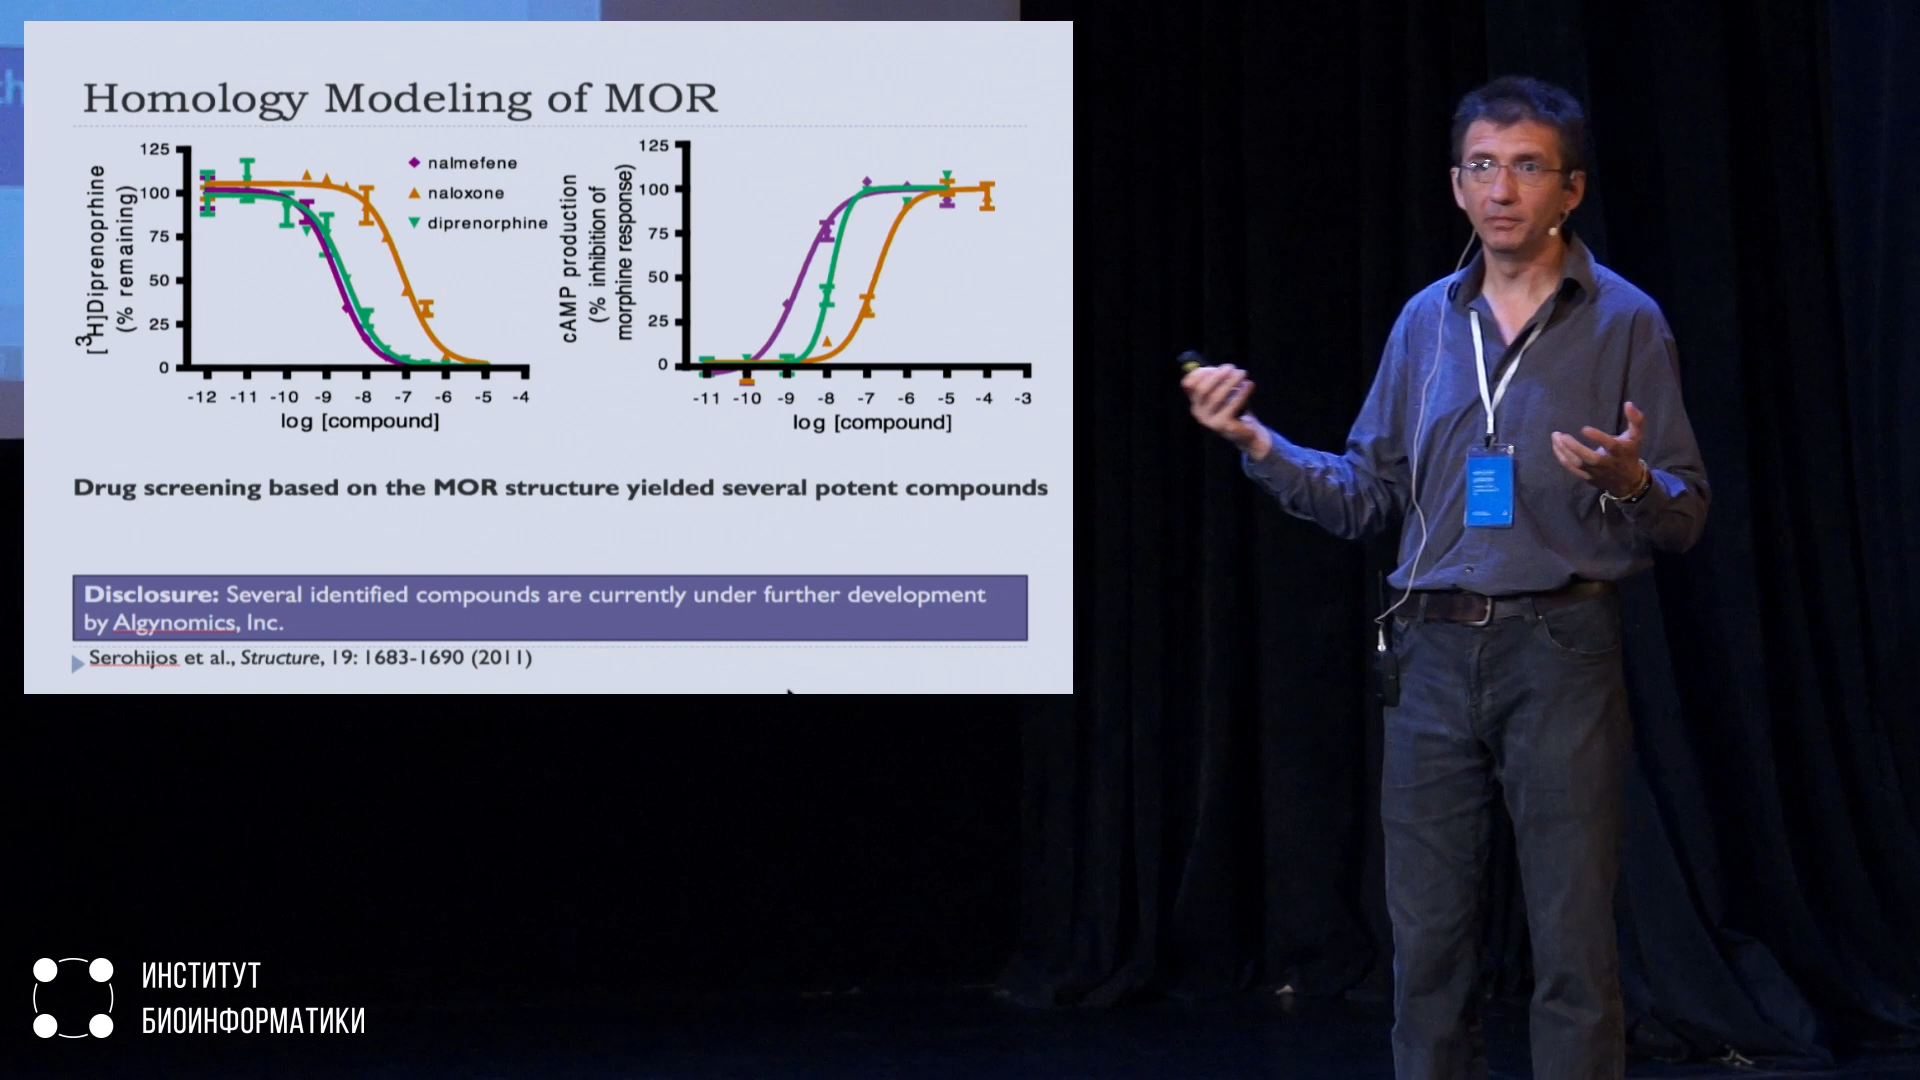 Homology Modeling of MOR
125
100
75
50
25
0
[3H]Diprenoprhine
(% remaining)
nalmefene
naloxone
diprenorphine
-12 -11 -10 -9 -8 -7 -6 -5 -4
log [compound]
125
100
75
50
25
0
cAMP production
(% inhibition of
morphine response)
-11 -10 -9 -8 -7 -6 -5 -4 -3
log [compound]
Drug screening based on the MOR structure yielded several potent compounds
Disclosure: Several identified compounds are currently under further development
by Algynomics, Inc.
Serohijos et al., Structure, 19: 1683-1690 (2011)
ИНСТИТУТ
БИОИНФОРМАТИКИ